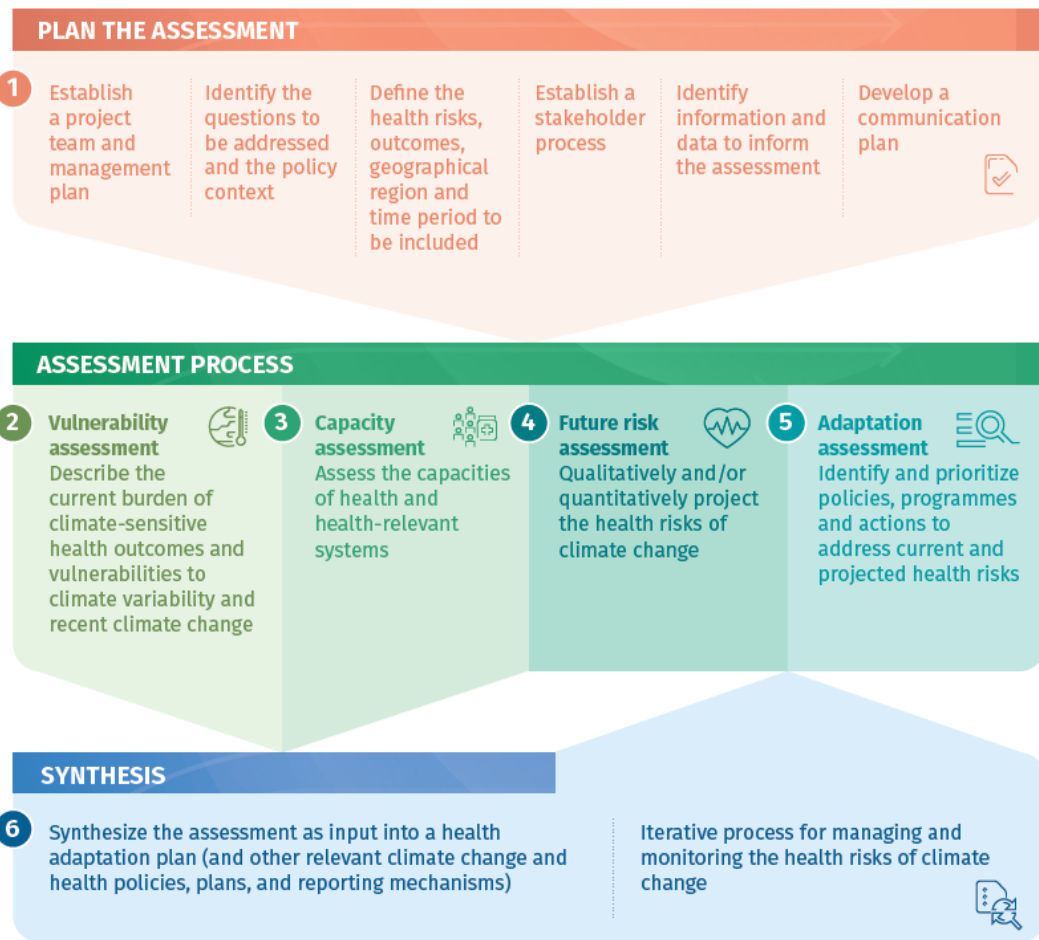 PLAN THE ASSESSMENT
1
Establish
a project
team and
management
plan
Identify the
questions to
be addressed
and the policy
context
Define the
health risks,
outcomes,
geographical
region and
time period to
be included
Establish a
stakeholder
process
Identify
information and
data to inform
the assessment
Develop a
communication
plan
ASSESSMENT PROCESS
2
Vulnerability
assessment
Describe the
current burden of
climate-sensitive
health outcomes and
vulnerabilities to
climate variability and
recent climate change
3
Capacity
assessment
Assess the capacities
of health and
health-relevant
systems
4
Future risk
assessment
Qualitatively and/or
quantitatively project
the health risks of
climate change
5
Adaptation
assessment
Identify and prioritize
policies, programmes
and actions to
address current and
projected health risks
SYNTHESIS
6
Synthesize the assessment as input into a health
adaptation plan (and other relevant climate change and
health policies, plans, and reporting mechanisms)
Iterative process for managing and
monitoring the health risks of climate
change